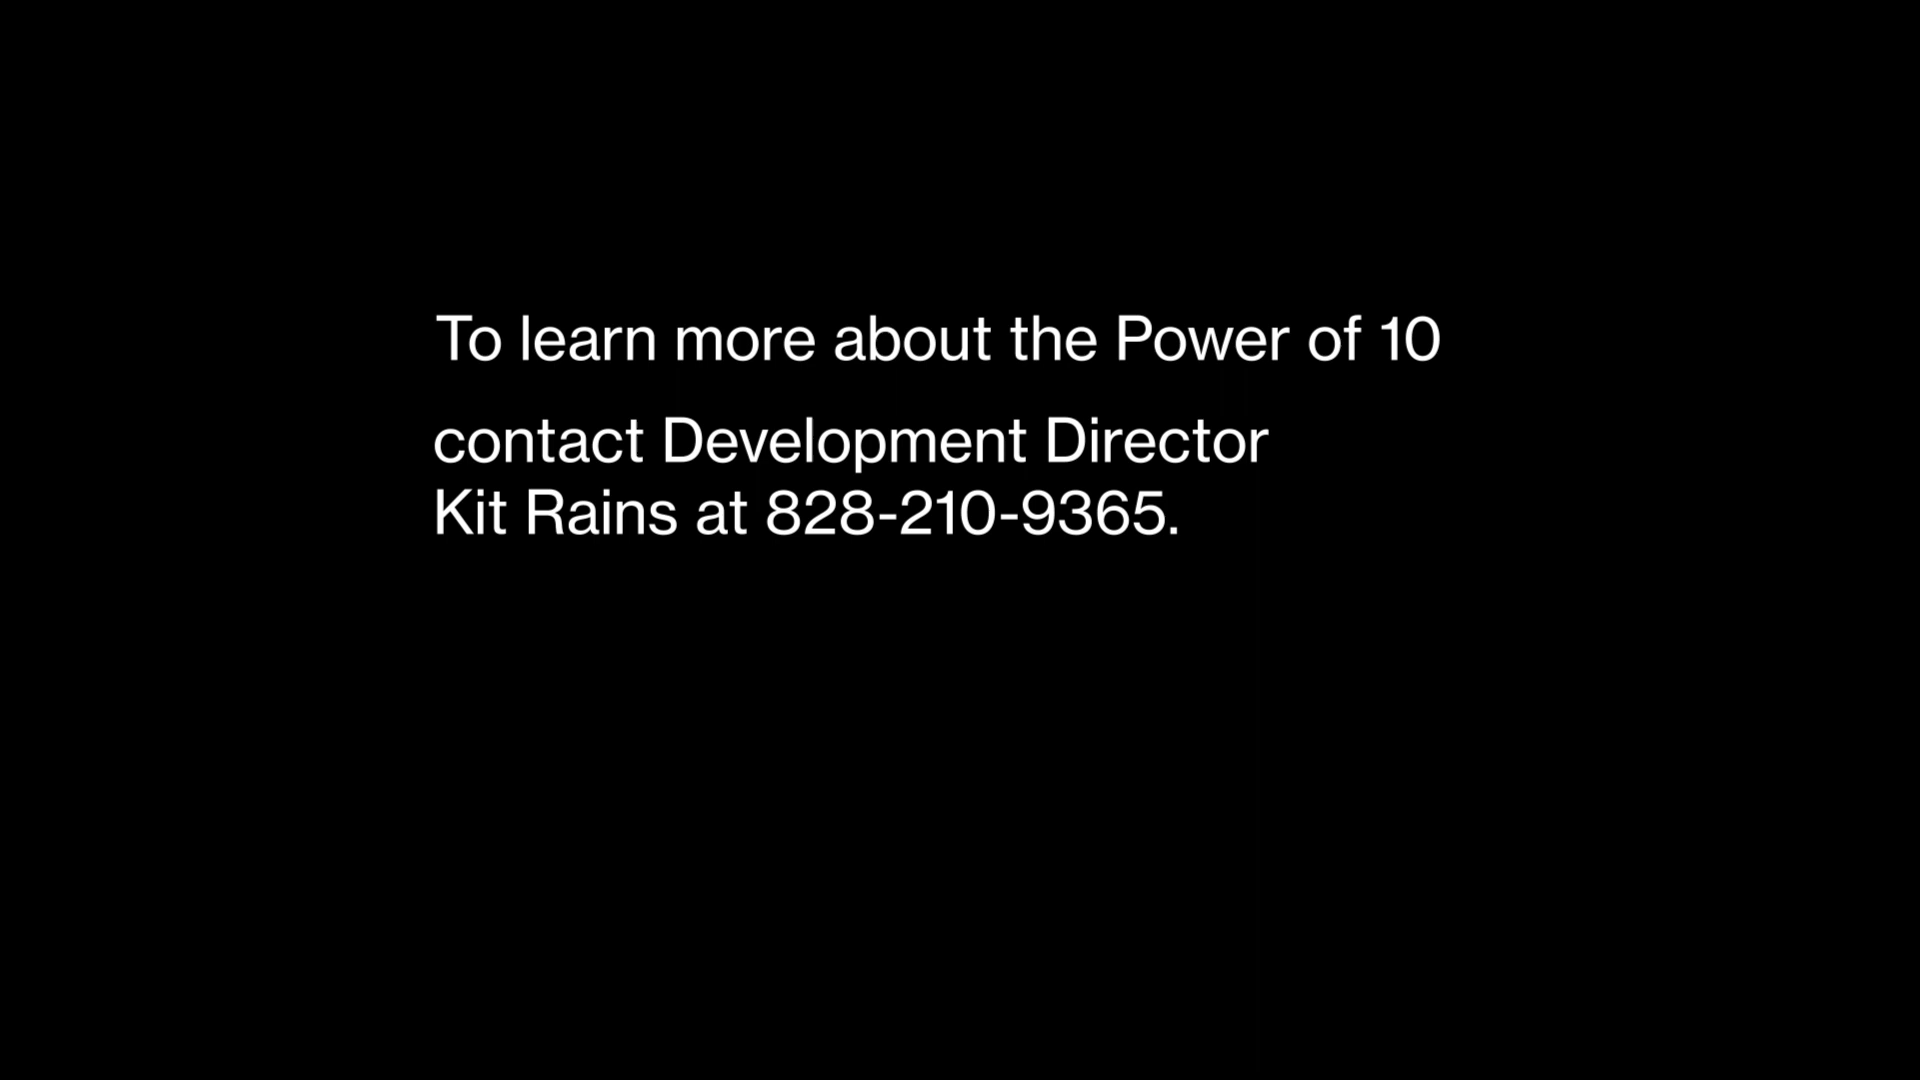 To learn more about the Power of 10
contact Development Director
Kit Rains at 828-210-9365.